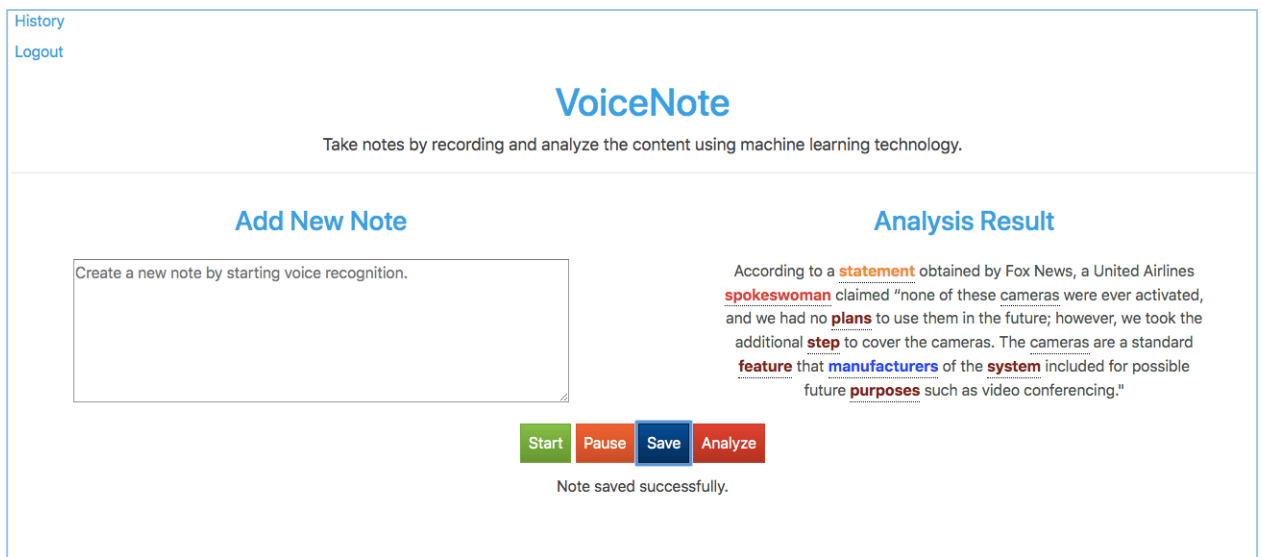 History
Logout
VoiceNote
Take notes by recording and analyze the content using machine learning technology.
Add New Note
Create a new note by starting voice recognition.
Analysis Result
According to a statement obtained by Fox News, a United Airlines
spokeswoman claimed “none of these cameras were ever activated,
and we had no plans to use them in the future; however, we took the
additional step to cover the cameras. The cameras are a standard
feature that manufacturers of the system included for possible
future purposes such as video conferencing."
Start Pause Save Analyze
Note saved successfully.